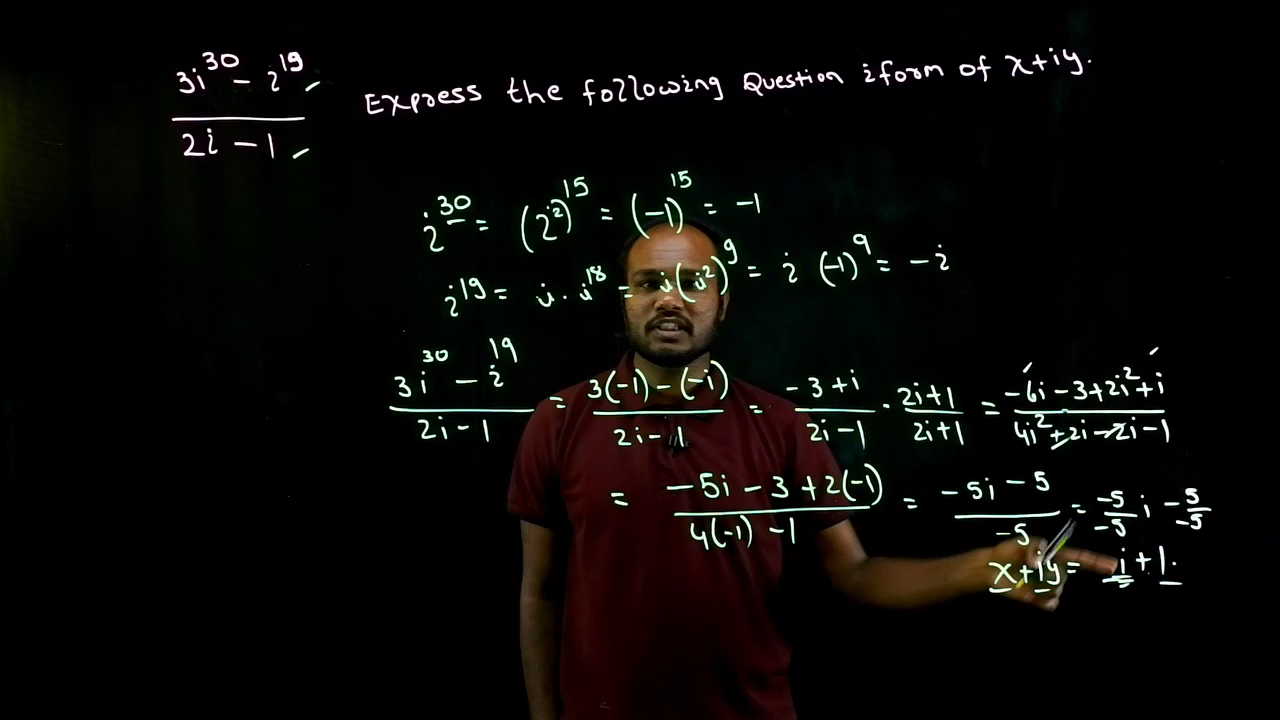 3i^30 - i^19 / 2i - 1 Express the following Question iform of x+iy.
i^30 = (i^2)^15 = (-1)^15 = -1
i^19 = i · i^18 = i(i^2)^9 = i (-1)^9 = -i
3i^30 - i^19 / 2i - 1 = 3(-1) - (-i) / 2i - 1 = -3+i / 2i-1 · 2i+1 / 2i+1 = -6i - 3 + 2i^2 + i / 4i^2 + 2i - 2i - 1
= -5i - 3 + 2(-1) / 4(-1) - 1 = -5i - 5 / -5 = -5/-5 i - 5/-5
x+iy = i + 1.